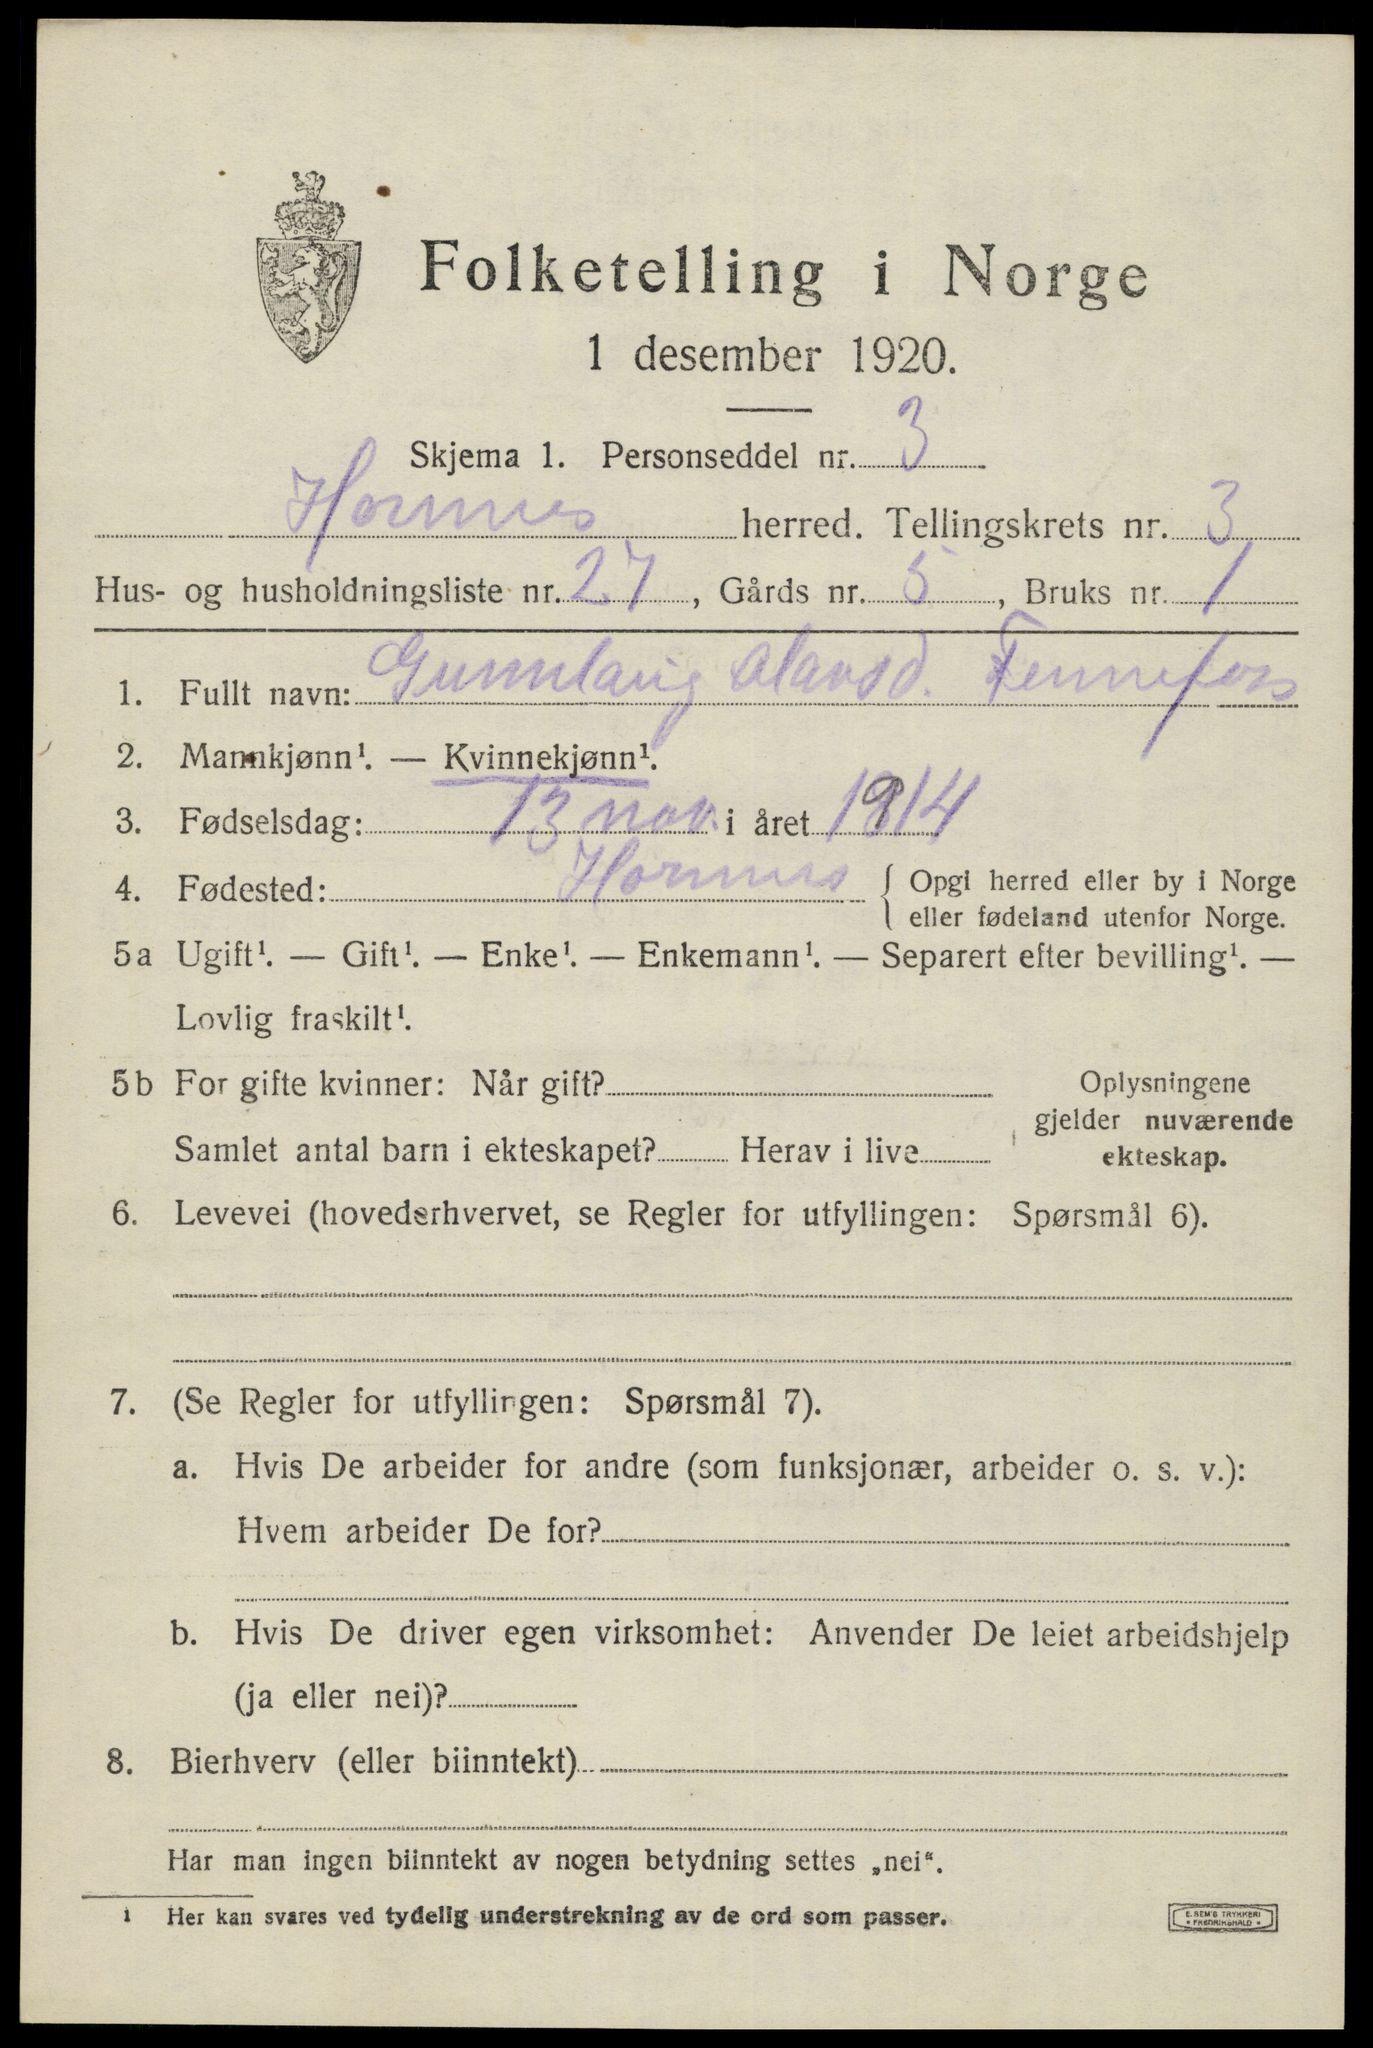 Folketelling i Norge
1 desember 1920.
Skjema 1. Personseddel nr. 3
Hornnes herred. Tellingskrets nr. 3
Hus- og husholdningsliste nr. 27, Gårds nr. 5, Bruks nr. 1
1. Fullt navn: Gunnlaug Olavsd. Fennefoss
2. Mannkjønn¹. — Kvinnekjønn¹.
3. Fødselsdag: 13 nov. i året 1914
4. Fødested: Hornnes { Opgi herred eller by i Norge
eller fødeland utenfor Norge.
5a Ugift¹. — Gift¹. — Enke¹. — Enkemann¹. — Separert efter bevilling¹. —
Lovlig fraskilt¹.
5b For gifte kvinner: Når gift? Oplysningene
gjelder nuværende
Samlet antal barn i ekteskapet? Herav i live ekteskap.
6. Levevei (hovederhvervet, se Regler for utfyllingen: Spørsmål 6).
7. (Se Regler for utfyllingen: Spørsmål 7).
a. Hvis De arbeider for andre (som funksjonær, arbeider o. s. v.):
Hvem arbeider De for?
b. Hvis De driver egen virksomhet: Anvender De leiet arbeidshjelp
(ja eller nei)?
8. Bierhverv (eller biinntekt)
Har man ingen biinntekt av nogen betydning settes „nei“.
1 Her kan svares ved tydelig understrekning av de ord som passer.
E. SEM'S TRYKKERI
• FREDRIKSHALD •